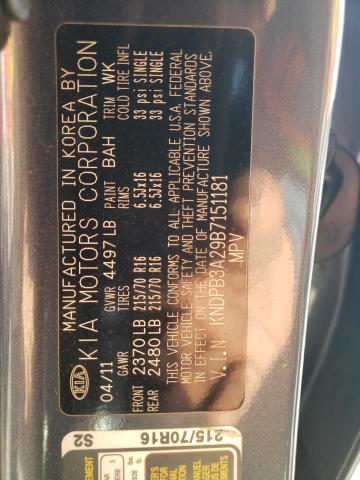 MANUFACTURED IN KOREA BY
KIA KIA MOTORS CORPORATION
04/11 GVWR 4497 LB PAINT BAH TRIM WK
GAWR TIRES RIMS COLD TIRE INFL
FRONT 2370 LB 215/70 R16 6.5Jx16 33 psi SINGLE
REAR 2480 LB 215/70 R16 6.5Jx16 33 psi SINGLE
THIS VEHICLE CONFORMS TO ALL APPLICABLE U.S.A. FEDERAL
MOTOR VEHICLE SAFETY AND THEFT PREVENTION STANDARDS
IN EFFECT ON THE DATE OF MANUFACTURE SHOWN ABOVE.
V.I.N KNDPB3A29B7151181
MPV
S2 215/70R16